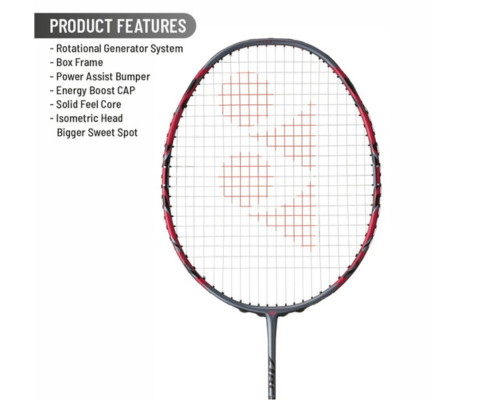 PRODUCT FEATURES
- Rotational Generator System
- Box Frame
- Power Assist Bumper
- Energy Boost CAP
- Solid Feel Core
- Isometric Head
Bigger Sweet Spot